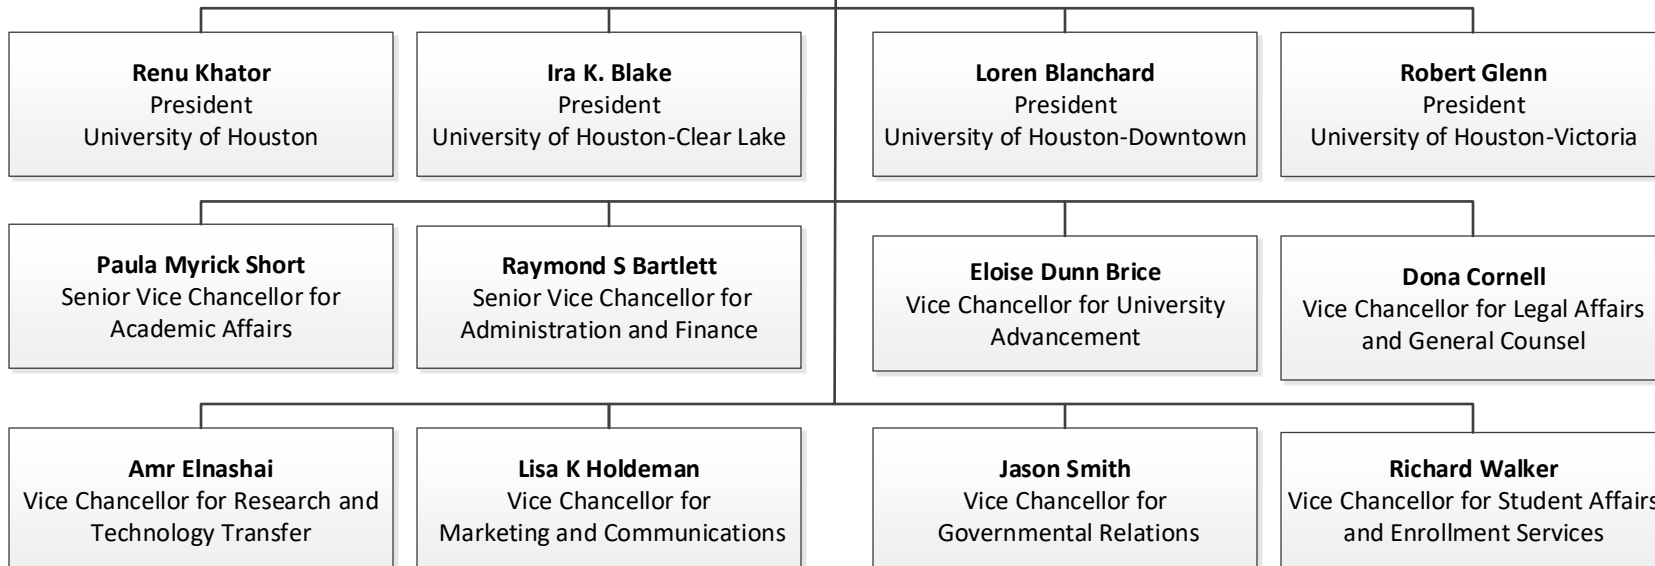 Renu Khator
President
University of Houston
Ira K. Blake
President
University of Houston-Clear Lake
Loren Blanchard
President
University of Houston-Downtown
Robert Glenn
President
University of Houston-Victoria
Paula Myrick Short
Senior Vice Chancellor for
Academic Affairs
Raymond S Bartlett
Senior Vice Chancellor for
Administration and Finance
Eloise Dunn Brice
Vice Chancellor for University
Advancement
Dona Cornell
Vice Chancellor for Legal Affairs
and General Counsel
Amr Elnashai
Vice Chancellor for Research and
Technology Transfer
Lisa K Holdeman
Vice Chancellor for
Marketing and Communications
Jason Smith
Vice Chancellor for
Governmental Relations
Richard Walker
Vice Chancellor for Student Affairs
and Enrollment Services